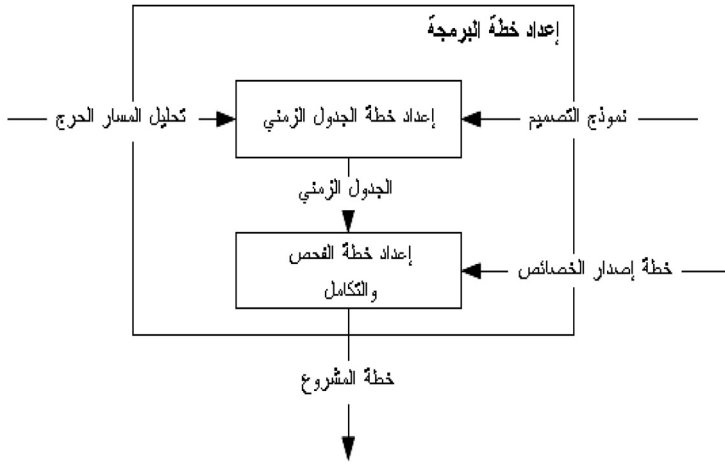 إعداد خطة البرمجة
نموذج التصميم
إعداد خطة الجدول الزمني
تحليل المسار الحرج
الجدول الزمني
خطة إصدار الخصائص
إعداد خطة الفحص
والتكامل
خطة المشروع